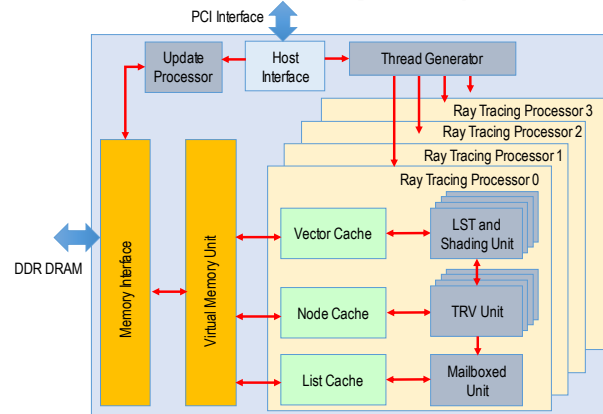 PCI Interface
Update
Processor
Host
Interface
Thread Generator
Ray Tracing Processor 3
Ray Tracing Processor 2
Ray Tracing Processor 1
Ray Tracing Processor 0
DDR DRAM
Memory Interface
Virtual Memory Unit
Vector Cache
LST and
Shading Unit
Node Cache
TRV Unit
List Cache
Mailboxed
Unit